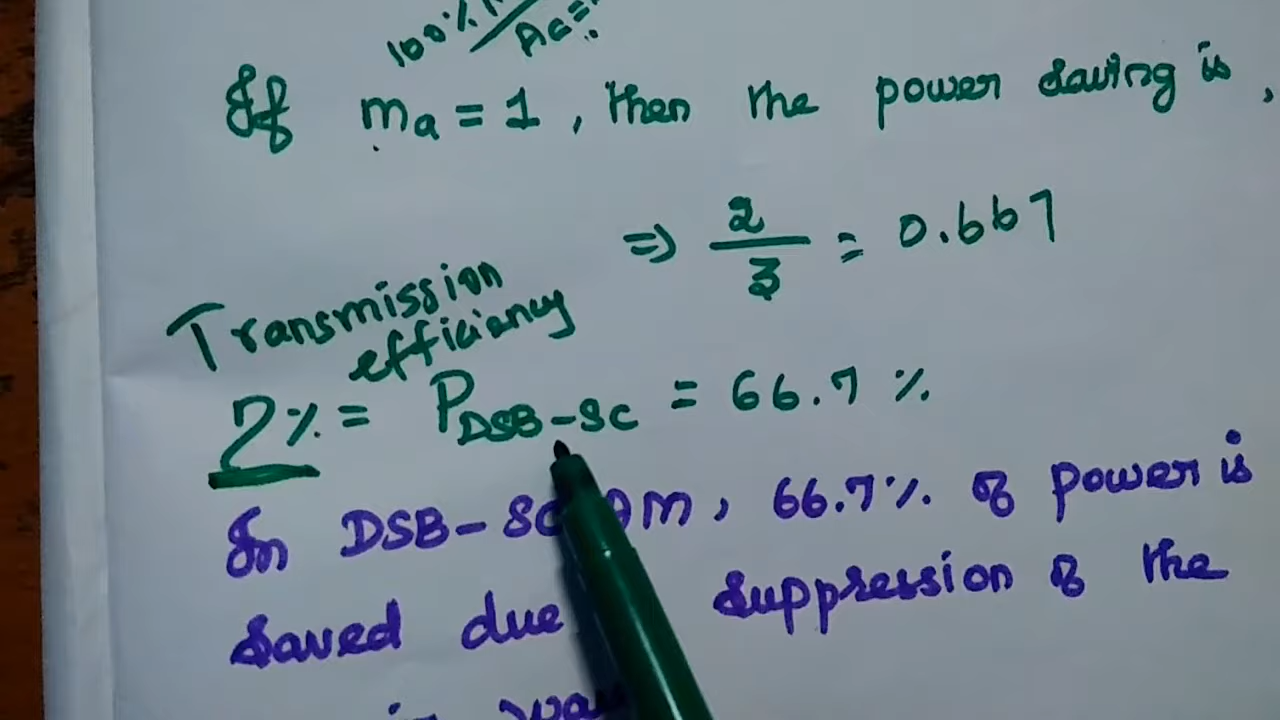 100%
If ma = 1, then the power saving is,
⇒ 2/3 = 0.667
Transmission
efficiency
η% = PDSB-SC = 66.7 %
In DSB-SC AM, 66.7% of power is
saved due suppression of the